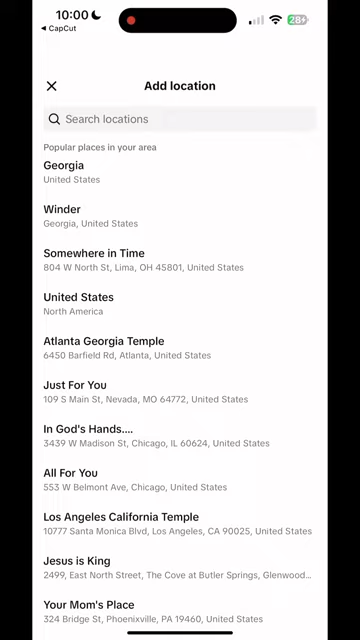 10:00
28
◀ CapCut
Add location
Search locations
Popular places in your area
Georgia
United States
Winder
Georgia, United States
Somewhere in Time
804 W North St, Lima, OH 45801, United States
United States
North America
Atlanta Georgia Temple
6450 Barfield Rd, Atlanta, United States
Just For You
109 S Main St, Nevada, MO 64772, United States
In God's Hands....
3439 W Madison St, Chicago, IL 60624, United States
All For You
553 W Belmont Ave, Chicago, United States
Los Angeles California Temple
10777 Santa Monica Blvd, Los Angeles, CA 90025, United States
Jesus is King
2499, East North Street, The Cove at Butler Springs, Glenwood...
Your Mom's Place
324 Bridge St, Phoenixville, PA 19460, United States